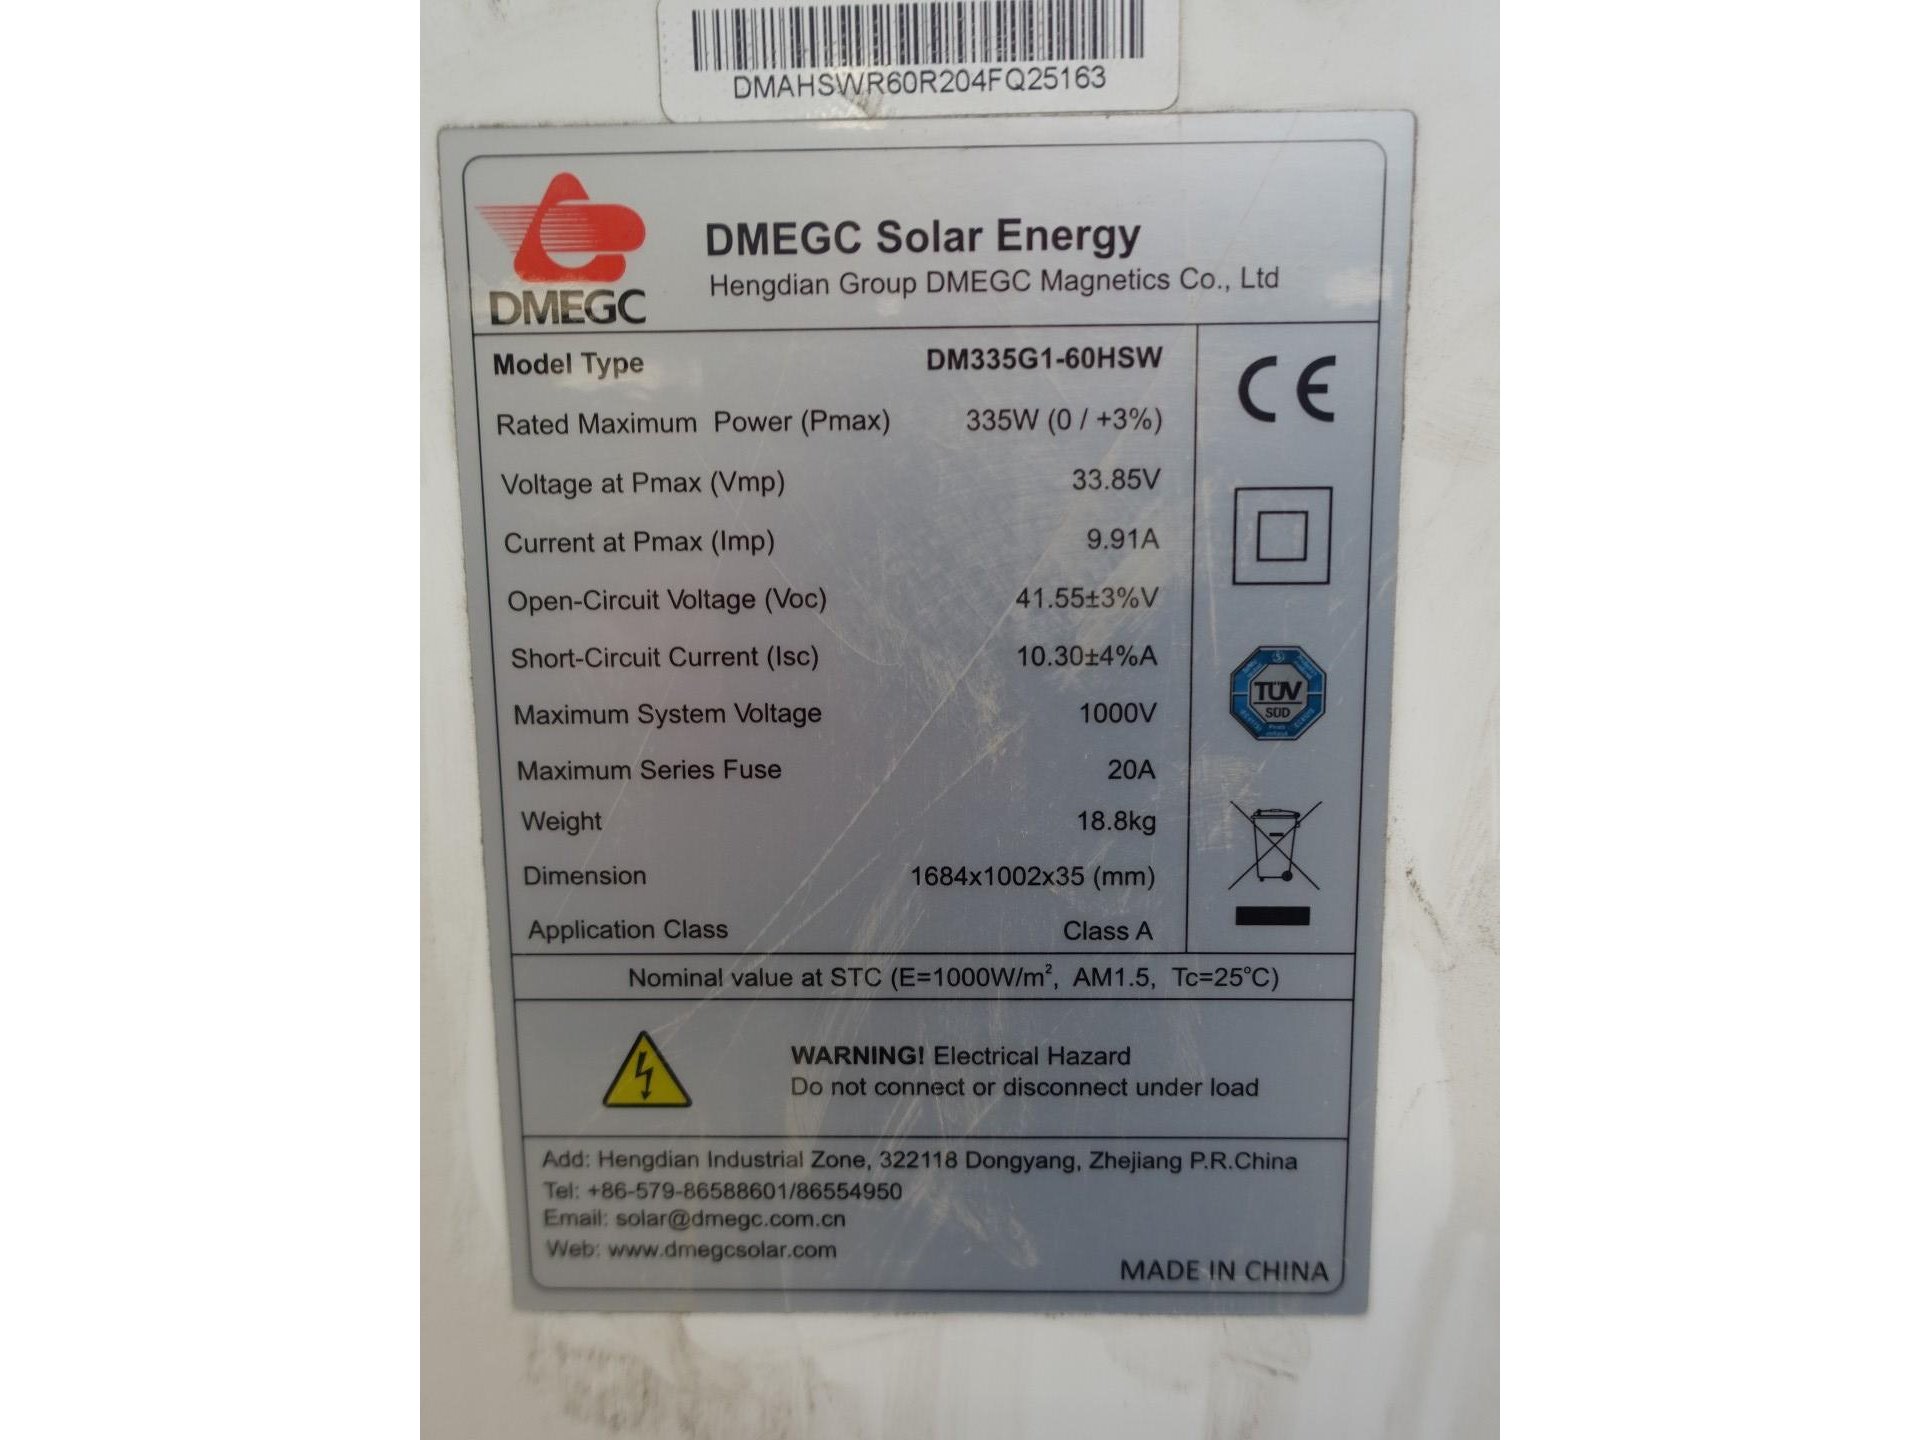 DMAHSWR60R204FQ25163
DMEGC
DMEGC Solar Energy
Hengdian Group DMEGC Magnetics Co., Ltd
Model Type DM335G1-60HSW
Rated Maximum Power (Pmax) 335W (0 / +3%)
Voltage at Pmax (Vmp) 33.85V
Current at Pmax (Imp) 9.91A
Open-Circuit Voltage (Voc) 41.55±3%V
Short-Circuit Current (Isc) 10.30±4%A
Maximum System Voltage 1000V
Maximum Series Fuse 20A
Weight 18.8kg
Dimension 1684x1002x35 (mm)
Application Class Class A
CE
TÜV
SÜD
Nominal value at STC (E=1000W/m², AM1.5, Tc=25°C)
WARNING! Electrical Hazard
Do not connect or disconnect under load
Add: Hengdian Industrial Zone, 322118 Dongyang, Zhejiang P.R.China
Tel: +86-579-86588601/86554950
Email: solar@dmegc.com.cn
Web: www.dmegcsolar.com
MADE IN CHINA